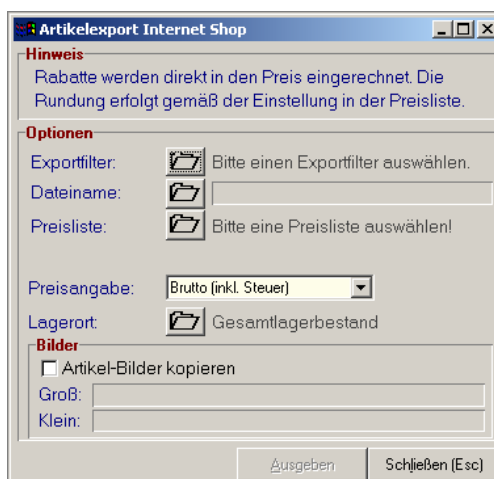 Artikelexport Internet Shop
Hinweis
Rabatte werden direkt in den Preis eingerechnet. Die
Rundung erfolgt gemäß der Einstellung in der Preisliste.
Optionen
Exportfilter: Bitte einen Exportfilter auswählen.
Dateiname:
Preisliste: Bitte eine Preisliste auswählen!
Preisangabe: Brutto (inkl. Steuer)
Lagerort: Gesamtlagerbestand
Bilder
Artikel-Bilder kopieren
Groß:
Klein:
Ausgeben Schließen (Esc)